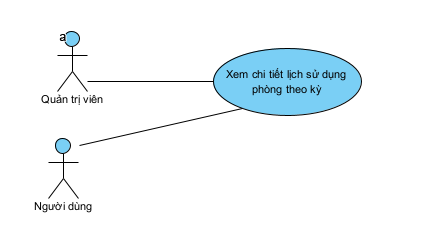 a
Xem chi tiết lịch sử dụng
phòng theo kỳ
Quản trị viên
Người dùng